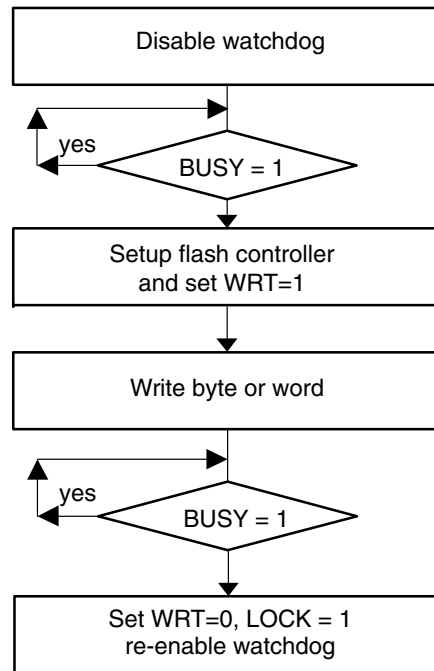 Disable watchdog
yes
BUSY = 1
Setup flash controller
and set WRT=1
Write byte or word
yes
BUSY = 1
Set WRT=0, LOCK = 1
re-enable watchdog